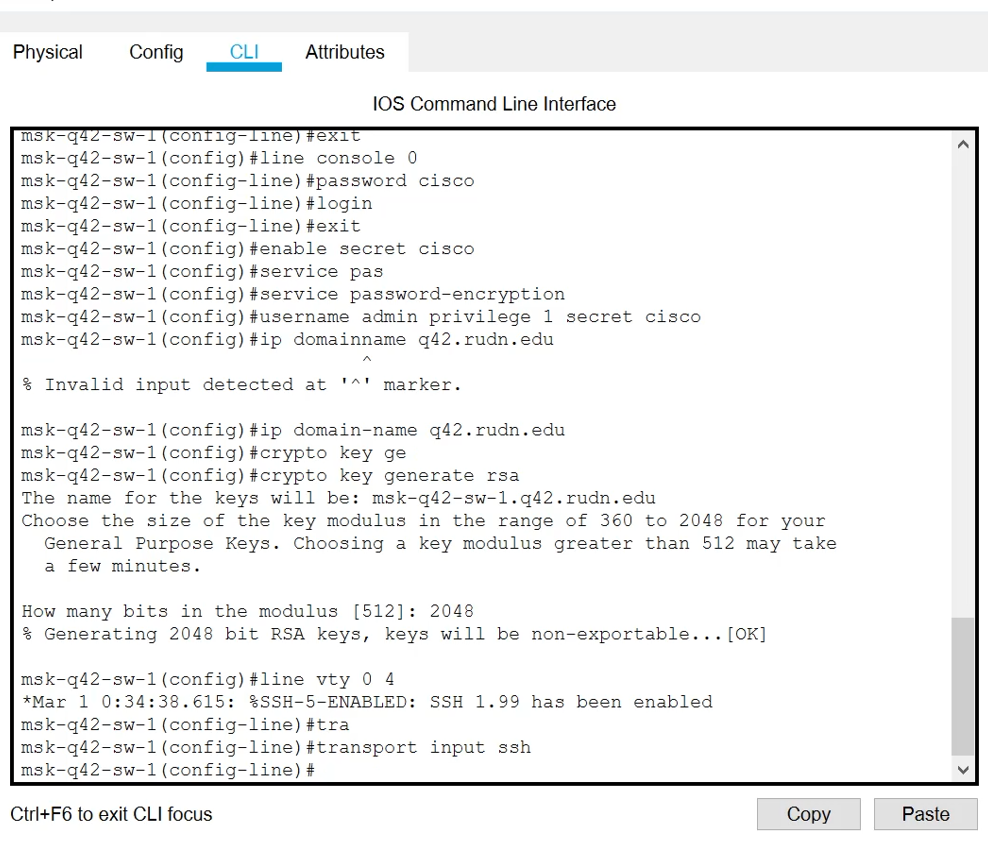 Physical Config CLI Attributes
IOS Command Line Interface
msk-q42-sw-1(config-line)#exit
msk-q42-sw-1(config)#line console 0
msk-q42-sw-1(config-line)#password cisco
msk-q42-sw-1(config-line)#login
msk-q42-sw-1(config-line)#exit
msk-q42-sw-1(config)#enable secret cisco
msk-q42-sw-1(config)#service pas
msk-q42-sw-1(config)#service password-encryption
msk-q42-sw-1(config)#username admin privilege 1 secret cisco
msk-q42-sw-1(config)#ip domainname q42.rudn.edu
^
% Invalid input detected at '^' marker.
msk-q42-sw-1(config)#ip domain-name q42.rudn.edu
msk-q42-sw-1(config)#crypto key ge
msk-q42-sw-1(config)#crypto key generate rsa
The name for the keys will be: msk-q42-sw-1.q42.rudn.edu
Choose the size of the key modulus in the range of 360 to 2048 for your
General Purpose Keys. Choosing a key modulus greater than 512 may take
a few minutes.
How many bits in the modulus [512]: 2048
% Generating 2048 bit RSA keys, keys will be non-exportable...[OK]
msk-q42-sw-1(config)#line vty 0 4
*Mar 1 0:34:38.615: %SSH-5-ENABLED: SSH 1.99 has been enabled
msk-q42-sw-1(config-line)#tra
msk-q42-sw-1(config-line)#transport input ssh
msk-q42-sw-1(config-line)#
Ctrl+F6 to exit CLI focus
Copy Paste